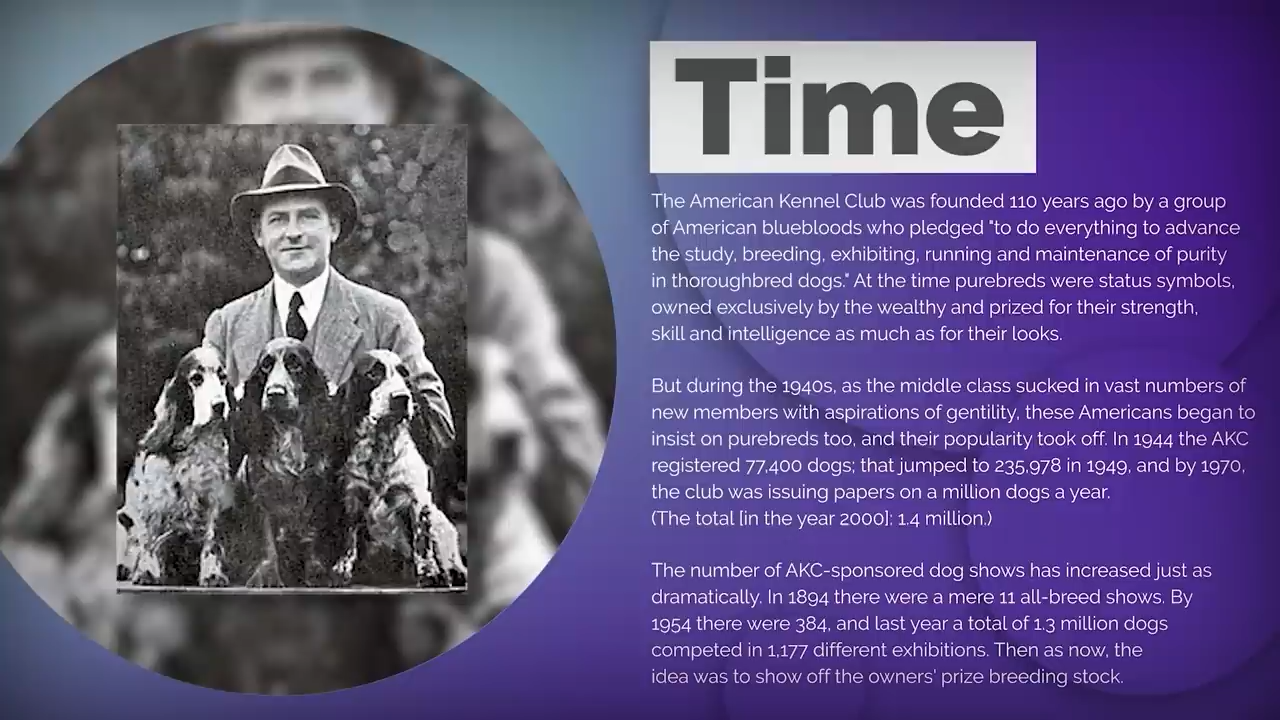 Time
The American Kennel Club was founded 110 years ago by a group
of American bluebloods who pledged "to do everything to advance
the study, breeding, exhibiting, running and maintenance of purity
in thoroughbred dogs." At the time purebreds were status symbols,
owned exclusively by the wealthy and prized for their strength,
skill and intelligence as much as for their looks.
But during the 1940s, as the middle class sucked in vast numbers of
new members with aspirations of gentility, these Americans began to
insist on purebreds too, and their popularity took off. In 1944 the AKC
registered 77,400 dogs; that jumped to 235,978 in 1949, and by 1970,
the club was issuing papers on a million dogs a year.
(The total [in the year 2000]: 1.4 million.)
The number of AKC-sponsored dog shows has increased just as
dramatically. In 1894 there were a mere 11 all-breed shows. By
1954 there were 384, and last year a total of 1.3 million dogs
competed in 1,177 different exhibitions. Then as now, the
idea was to show off the owners' prize breeding stock.